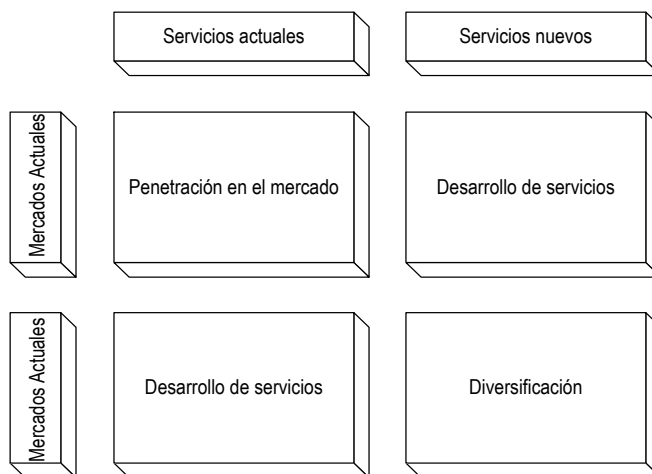 Servicios actuales
Servicios nuevos
Mercados Actuales
Penetración en el mercado
Desarrollo de servicios
Mercados Actuales
Desarrollo de servicios
Diversificación